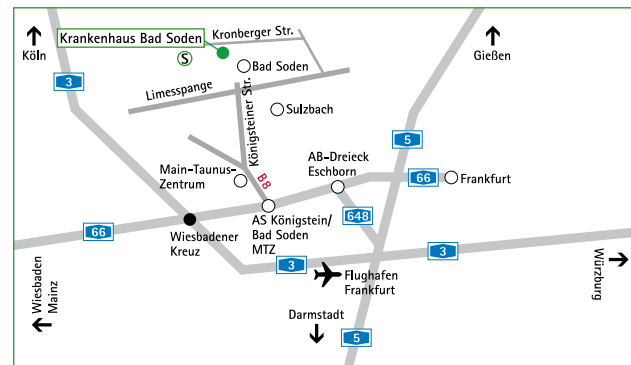 Köln
Krankenhaus Bad Soden
Kronberger Str.
Gießen
S
Bad Soden
3
Limesspange
Königsteiner Str.
Sulzbach
5
Main-Taunus-
Zentrum
B8
AB-Dreieck
Eschborn
66
Frankfurt
66
Wiesbadener
Kreuz
AS Königstein/
Bad Soden
MTZ
648
3
3
Flughafen
Frankfurt
Wiesbaden
Mainz
Würzburg
Darmstadt
5